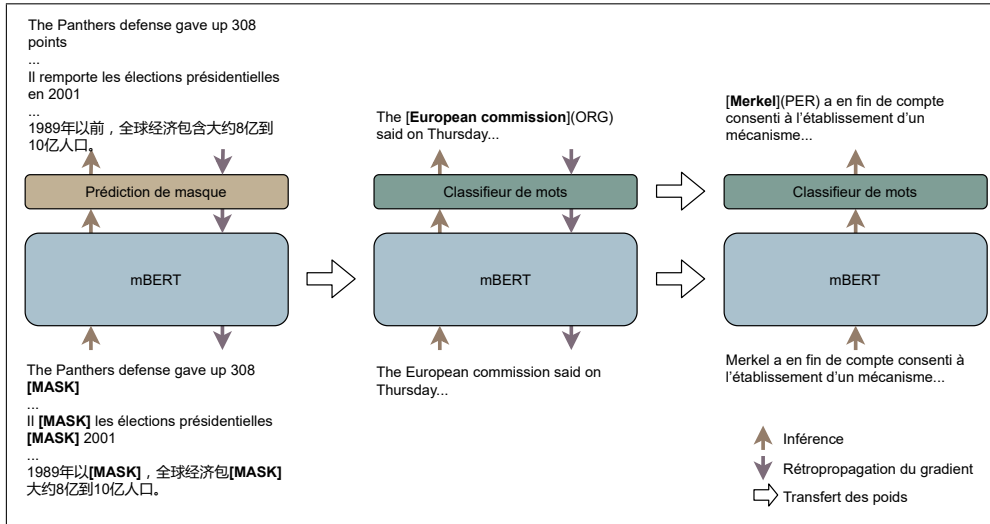 The Panthers defense gave up 308
points
...
Il remporte les élections présidentielles
en 2001
...
1989年以前，全球经济包含大约8亿到
10亿人口。
Prédiction de masque
mBERT
The Panthers defense gave up 308
[MASK]
...
Il [MASK] les élections présidentielles
[MASK] 2001
...
1989年以[MASK]，全球经济包[MASK]
大约8亿到10亿人口。
The [European commission](ORG)
said on Thursday...
Classifieur de mots
mBERT
The European commission said on
Thursday...
[Merkel](PER) a en fin de compte
consenti à l’établissement d’un
mécanisme...
Classifieur de mots
mBERT
Merkel a en fin de compte consenti à
l’établissement d’un mécanisme...
Inférence
Rétropropagation du gradient
Transfert des poids